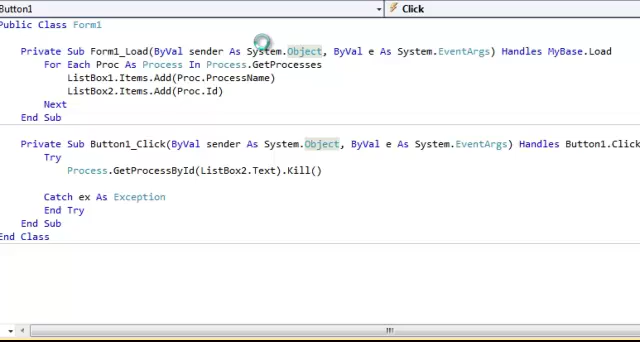 Button1
Click
Public Class Form1
Private Sub Form1_Load(ByVal sender As System.Object, ByVal e As System.EventArgs) Handles MyBase.Load
For Each Proc As Process In Process.GetProcesses
ListBox1.Items.Add(Proc.ProcessName)
ListBox2.Items.Add(Proc.Id)
Next
End Sub
Private Sub Button1_Click(ByVal sender As System.Object, ByVal e As System.EventArgs) Handles Button1.Click
Try
Process.GetProcessById(ListBox2.Text).Kill()
Catch ex As Exception
End Try
End Sub
End Class